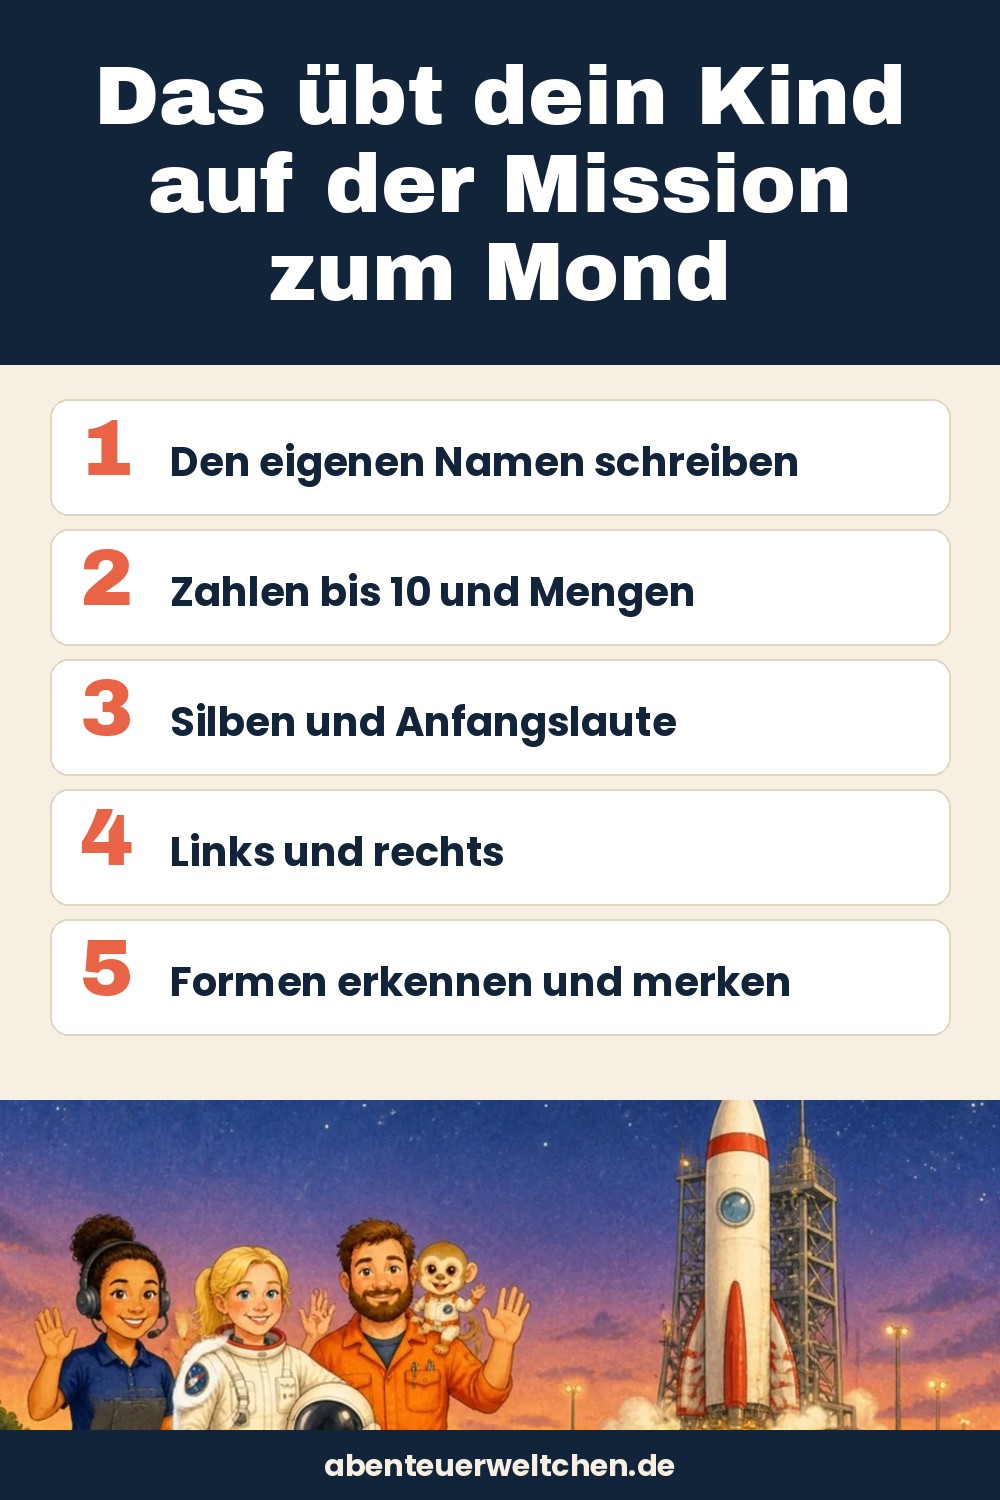 Das übt dein Kind
auf der Mission
zum Mond
1 Den eigenen Namen schreiben
2 Zahlen bis 10 und Mengen
3 Silben und Anfangslaute
4 Links und rechts
5 Formen erkennen und merken
abenteuerweltchen.de